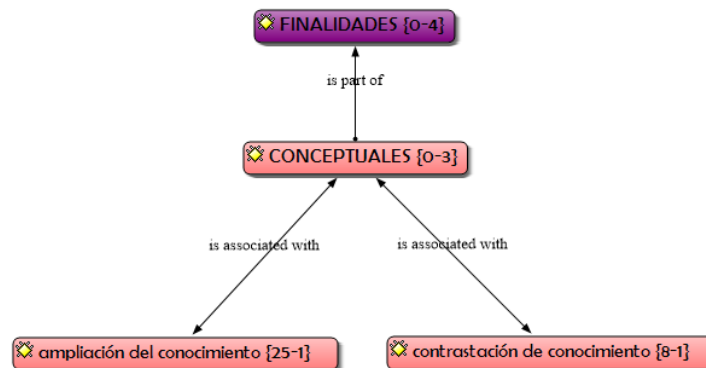 FINALIDADES {0-4}
is part of
CONCEPTUALES {0-3}
is associated with
is associated with
ampliación del conocimiento {25-1}
contrastación de conocimiento {8-1}